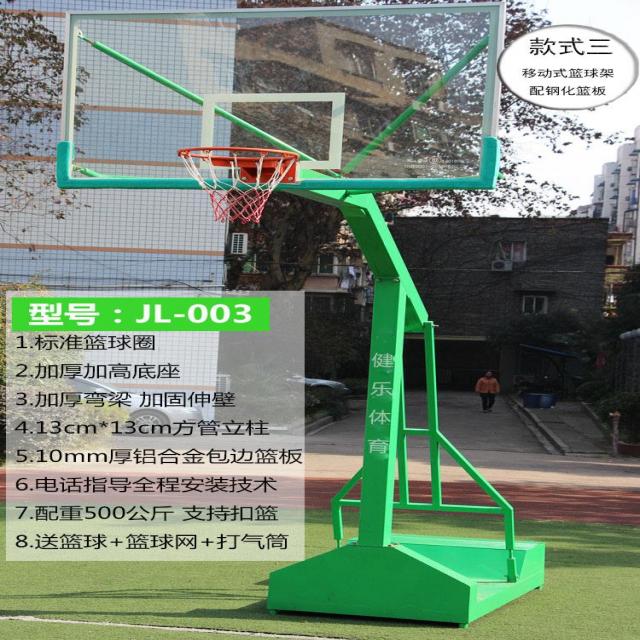 款式三
移动式篮球架
配钢化篮板
型号：JL-003
1.标准篮球圈
2.加厚加高底座
3.加厚弯梁 加固伸壁
4.13cm*13cm方管立柱
5.10mm厚铝合金包边篮板
6.电话指导全程安装技术
7.配重500公斤 支持扣篮
8.送篮球+篮球网+打气筒
健乐体育